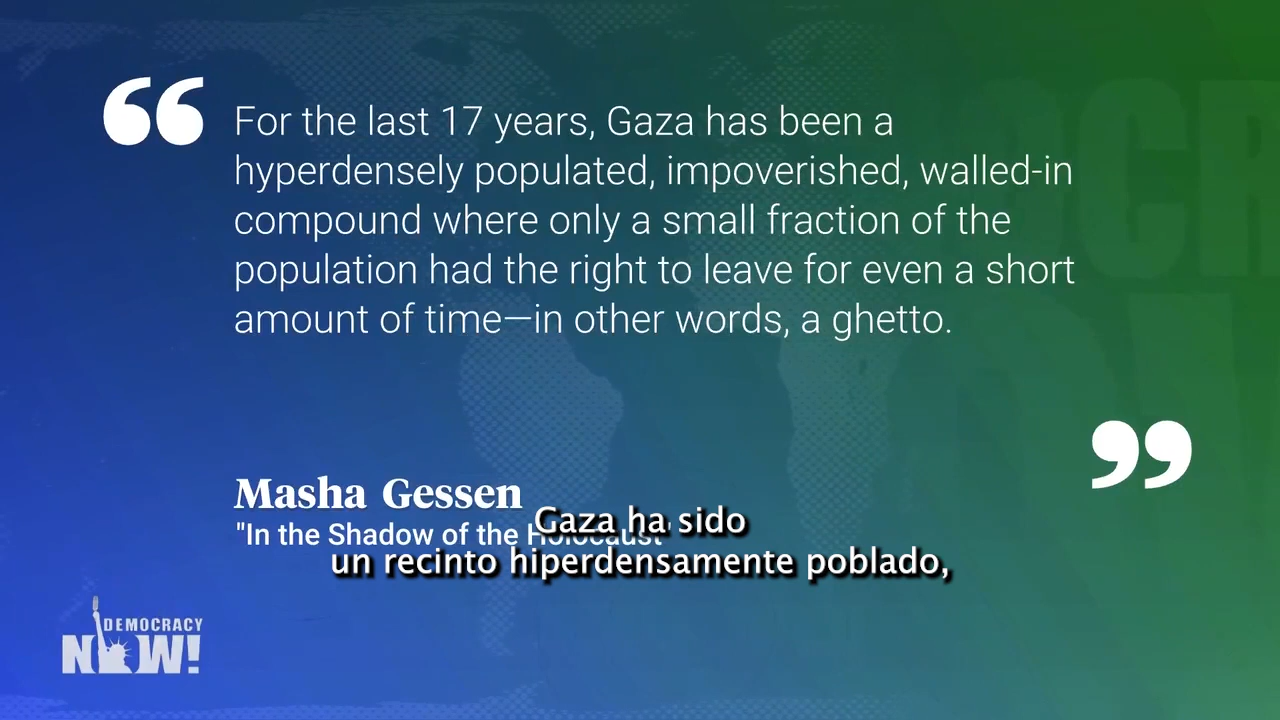 “
For the last 17 years, Gaza has been a
hyperdensely populated, impoverished, walled-in
compound where only a small fraction of the
population had the right to leave for even a short
amount of time—in other words, a ghetto.
”
Masha Gessen
"In the Shadow of the Holocaust"
Gaza ha sido
un recinto hiperdensamente poblado,
DEMOCRACY
NOW!